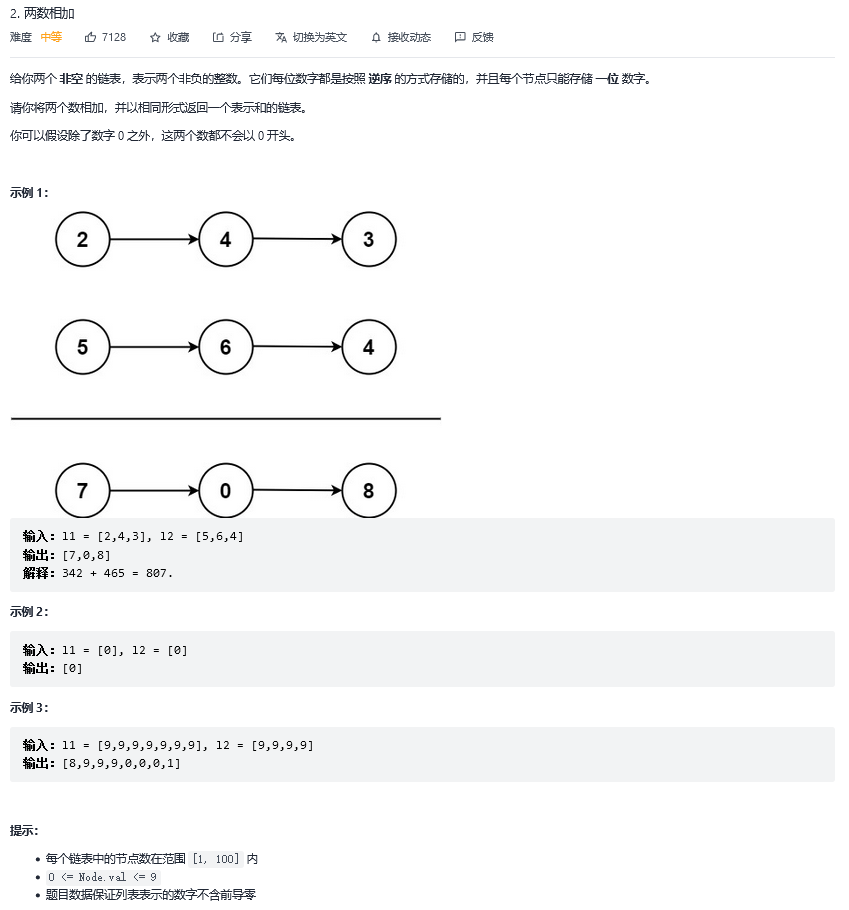 2. 两数相加
难度 中等 7128 收藏 分享 切换为英文 接收动态 反馈
给你两个 非空 的链表，表示两个非负的整数。它们每位数字都是按照 逆序 的方式存储的，并且每个节点只能存储 一位 数字。
请你将两个数相加，并以相同形式返回一个表示和的链表。
你可以假设除了数字 0 之外，这两个数都不会以 0 开头。
示例 1：
2 4 3
5 6 4
7 0 8
输入：l1 = [2,4,3], l2 = [5,6,4]
输出：[7,0,8]
解释：342 + 465 = 807.
示例 2：
输入：l1 = [0], l2 = [0]
输出：[0]
示例 3：
输入：l1 = [9,9,9,9,9,9,9], l2 = [9,9,9,9]
输出：[8,9,9,9,0,0,0,1]
提示：
• 每个链表中的节点数在范围 [1, 100] 内
• 0 <= Node.val <= 9
• 题目数据保证列表表示的数字不含前导零